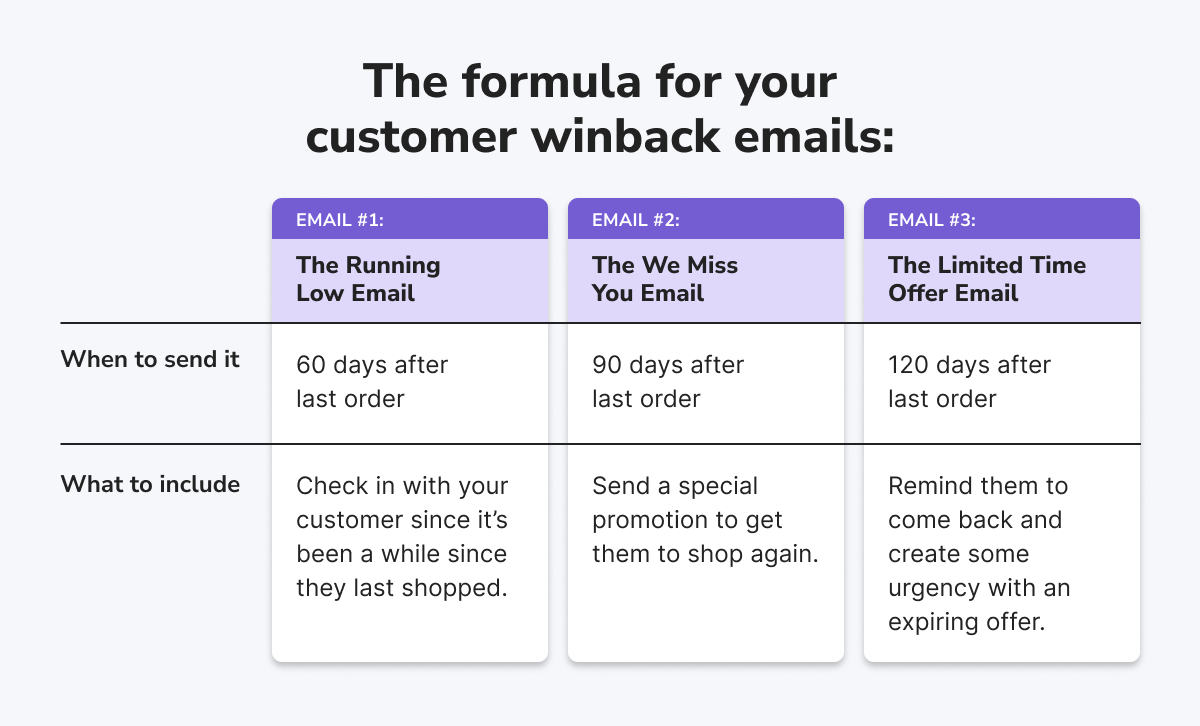 The formula for your
customer winback emails:
EMAIL #1:
The Running
Low Email
EMAIL #2:
The We Miss
You Email
EMAIL #3:
The Limited Time
Offer Email
When to send it
60 days after
last order
90 days after
last order
120 days after
last order
What to include
Check in with your
customer since it’s
been a while since
they last shopped.
Send a special
promotion to get
them to shop again.
Remind them to
come back and
create some
urgency with an
expiring offer.